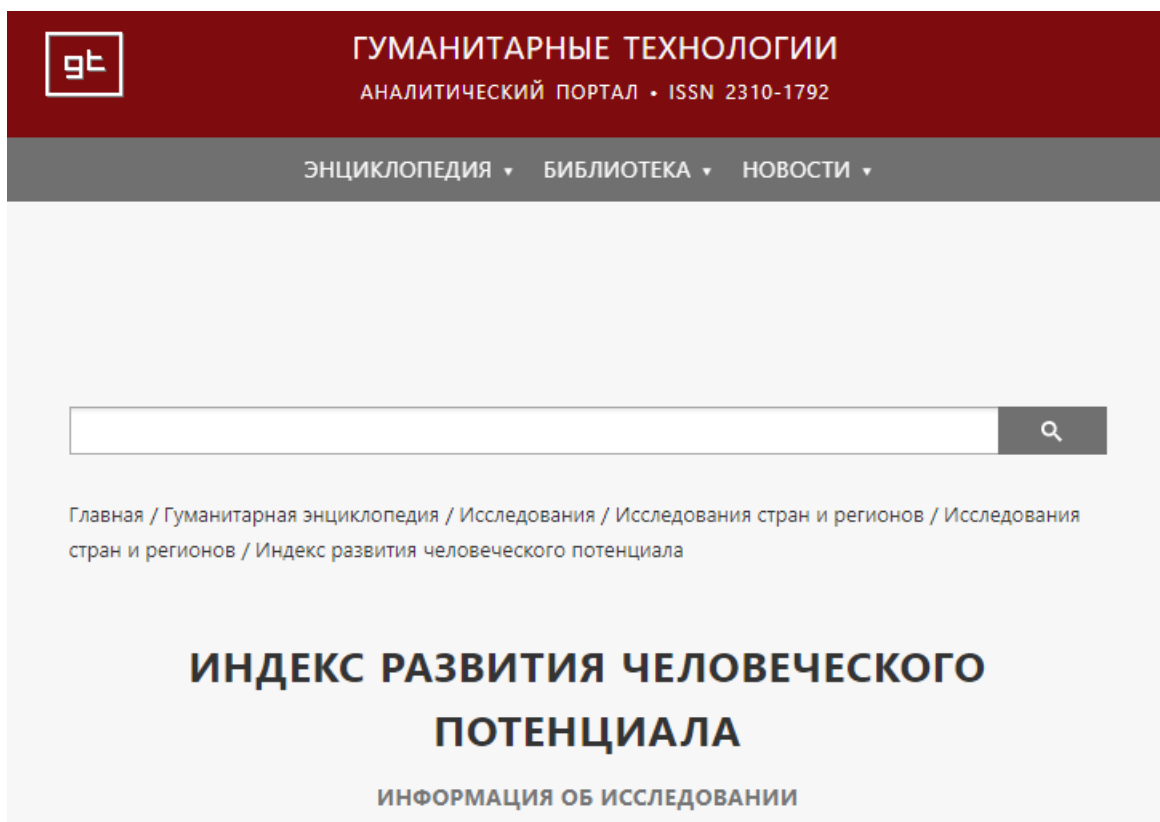 gt
ГУМАНИТАРНЫЕ ТЕХНОЛОГИИ
АНАЛИТИЧЕСКИЙ ПОРТАЛ • ISSN 2310-1792
ЭНЦИКЛОПЕДИЯ ▾ БИБЛИОТЕКА ▾ НОВОСТИ ▾
Главная / Гуманитарная энциклопедия / Исследования / Исследования стран и регионов / Исследования
стран и регионов / Индекс развития человеческого потенциала
ИНДЕКС РАЗВИТИЯ ЧЕЛОВЕЧЕСКОГО
ПОТЕНЦИАЛА
ИНФОРМАЦИЯ ОБ ИССЛЕДОВАНИИ